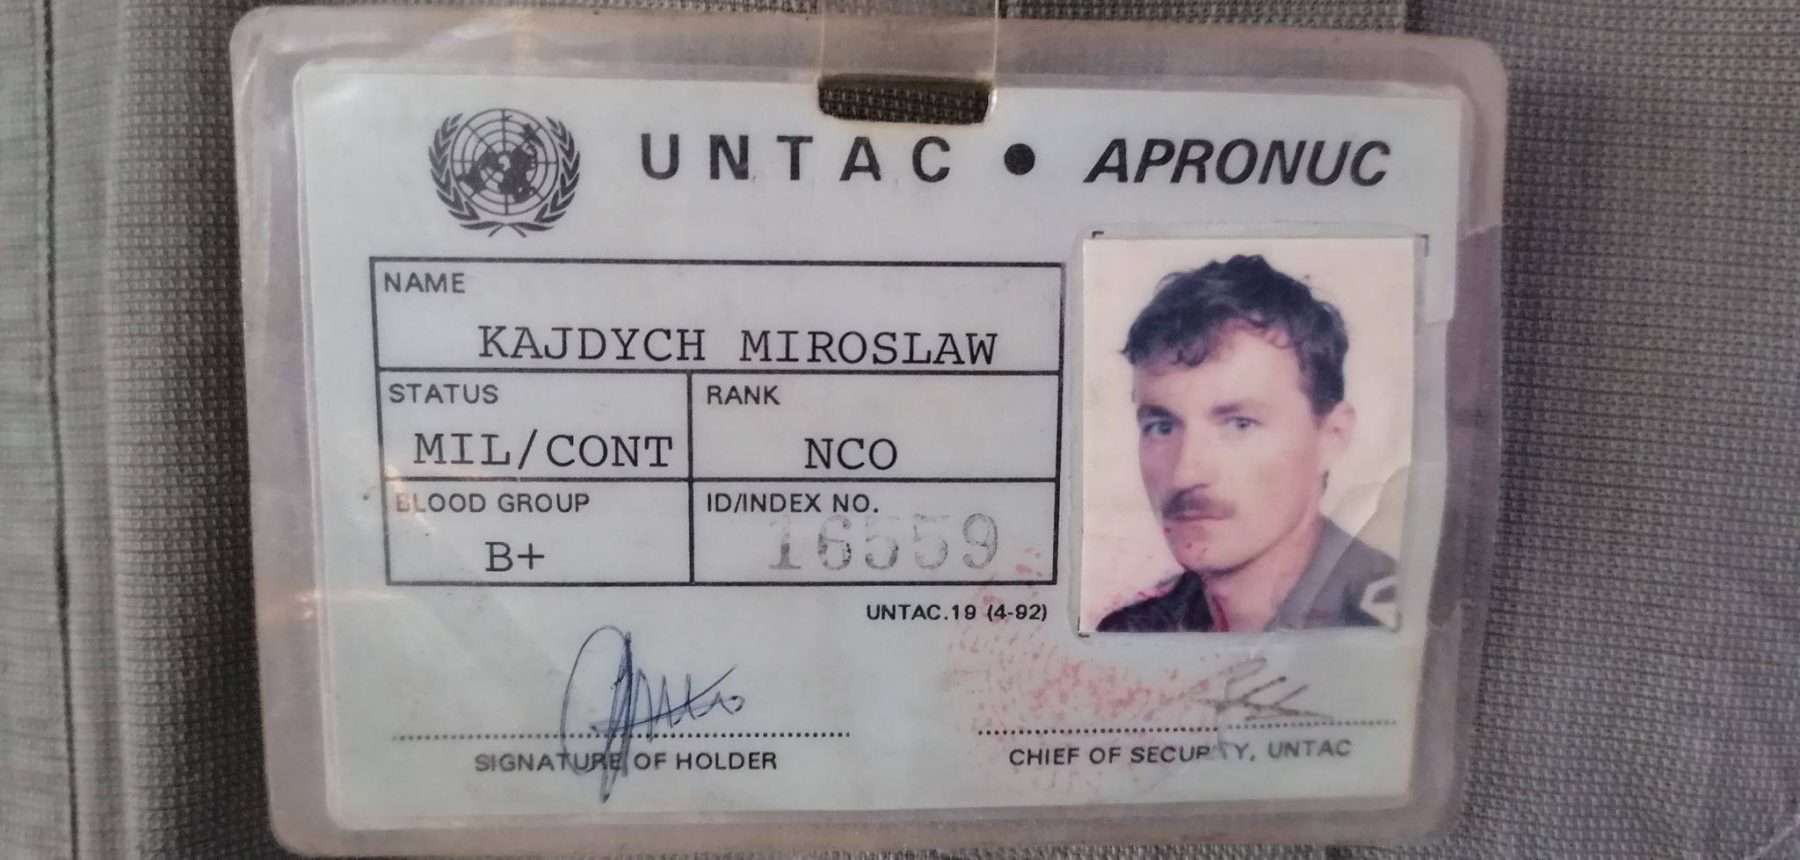 UNTAC • APRONUC
NAME
KAJDYCH MIROSLAW
STATUS
MIL/CONT
RANK
NCO
BLOOD GROUP
B+
ID/INDEX NO.
16559
UNTAC.19 (4-92)
SIGNATURE OF HOLDER
CHIEF OF SECURITY, UNTAC